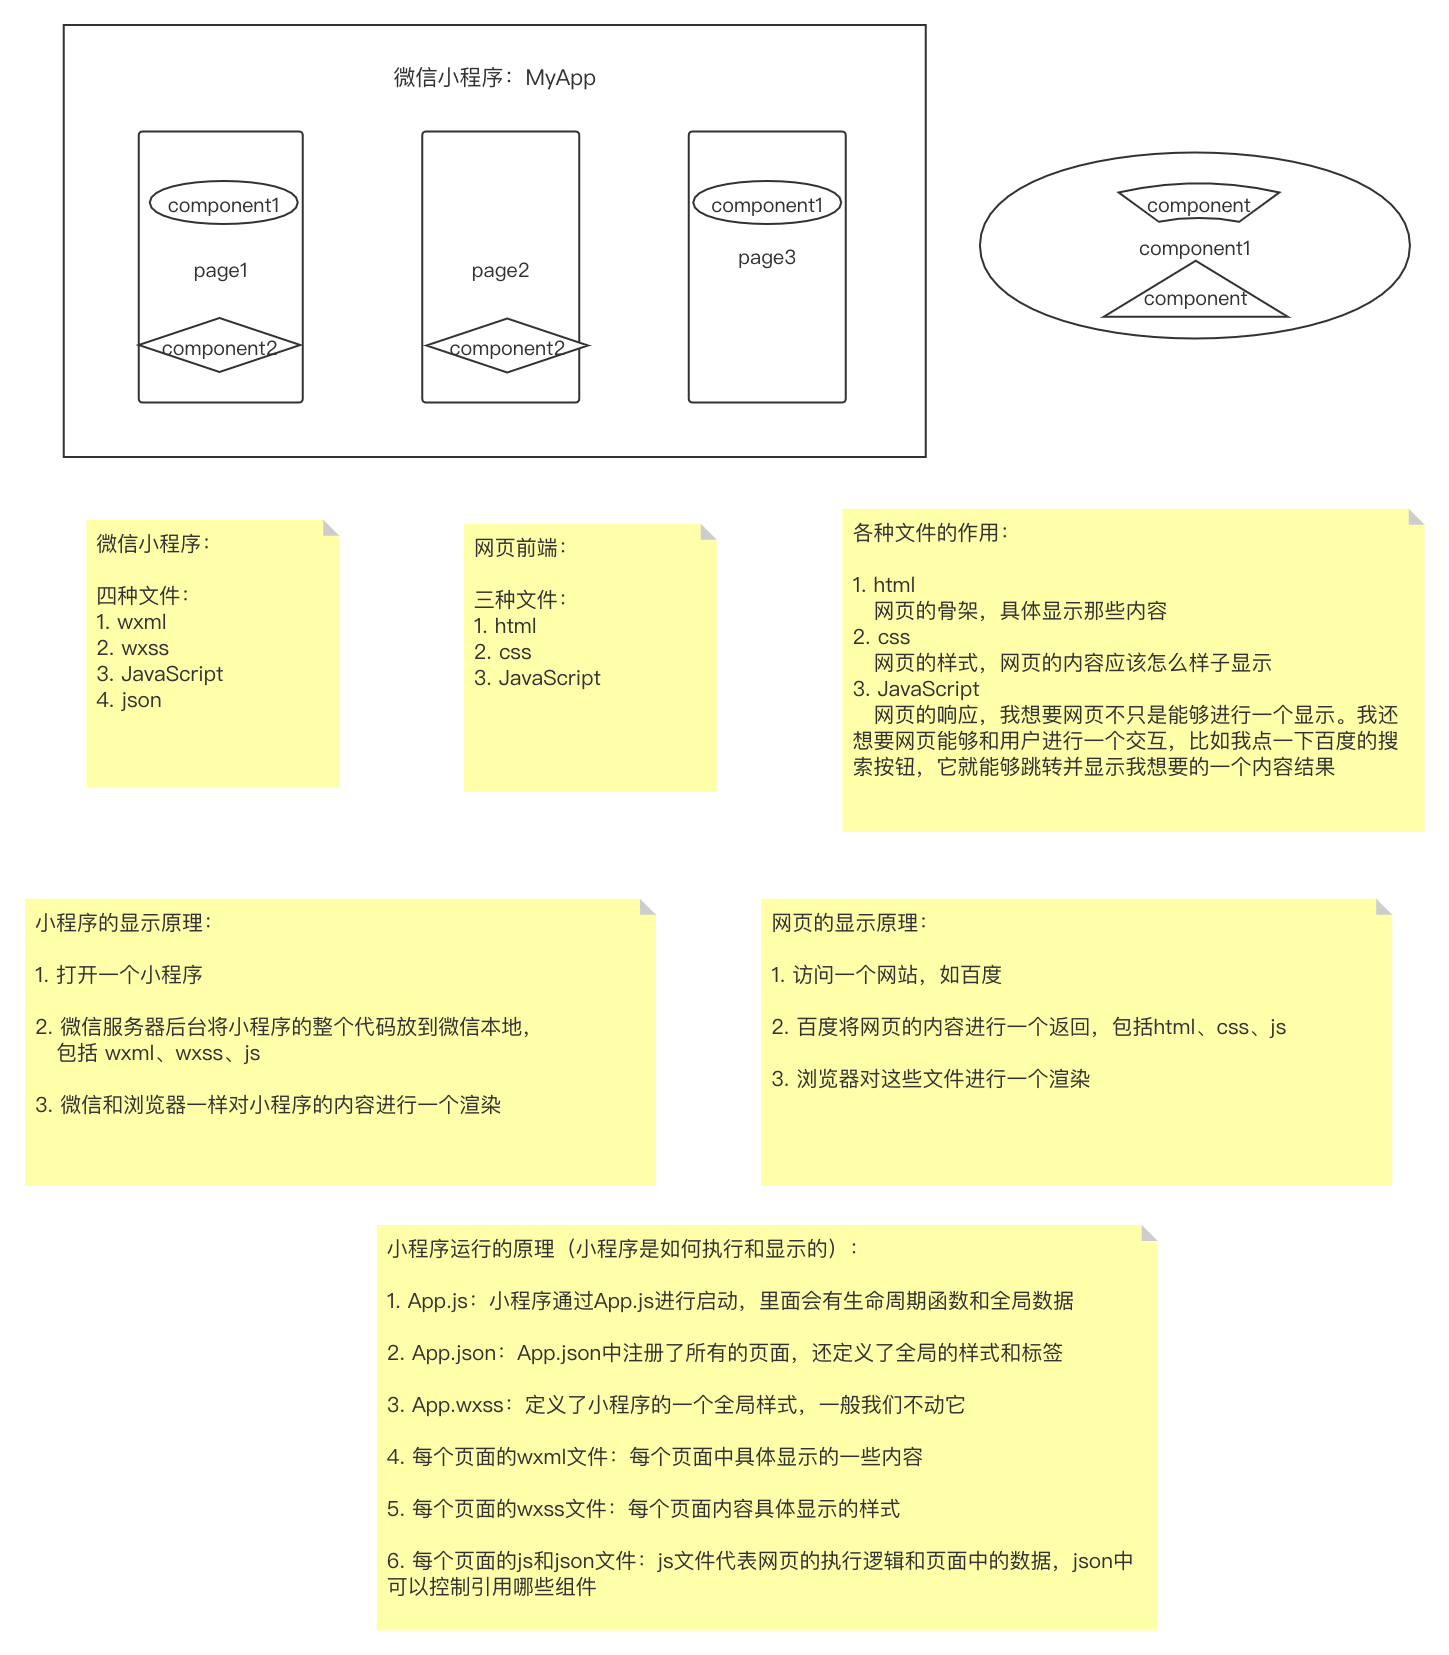 微信小程序：MyApp
component1
page1
component2
page2
component2
component1
page3
component
component1
component
微信小程序：
四种文件：
1. wxml
2. wxss
3. JavaScript
4. json
网页前端：
三种文件：
1. html
2. css
3. JavaScript
各种文件的作用：
1. html
网页的骨架，具体显示那些内容
2. css
网页的样式，网页的内容应该怎么样子显示
3. JavaScript
网页的响应，我想要网页不只是能够进行一个显示。我还
想要网页能够和用户进行一个交互，比如我点一下百度的搜
索按钮，它就能够跳转并显示我想要的一个内容结果
小程序的显示原理：
1. 打开一个小程序
2. 微信服务器后台将小程序的整个代码放到微信本地，
包括 wxml、wxss、js
3. 微信和浏览器一样对小程序的内容进行一个渲染
网页的显示原理：
1. 访问一个网站，如百度
2. 百度将网页的内容进行一个返回，包括html、css、js
3. 浏览器对这些文件进行一个渲染
小程序运行的原理（小程序是如何执行和显示的）：
1. App.js：小程序通过App.js进行启动，里面会有生命周期函数和全局数据
2. App.json：App.json中注册了所有的页面，还定义了全局的样式和标签
3. App.wxss：定义了小程序的一个全局样式，一般我们不动它
4. 每个页面的wxml文件：每个页面中具体显示的一些内容
5. 每个页面的wxss文件：每个页面内容具体显示的样式
6. 每个页面的js和json文件：js文件代表网页的执行逻辑和页面中的数据，json中
可以控制引用哪些组件